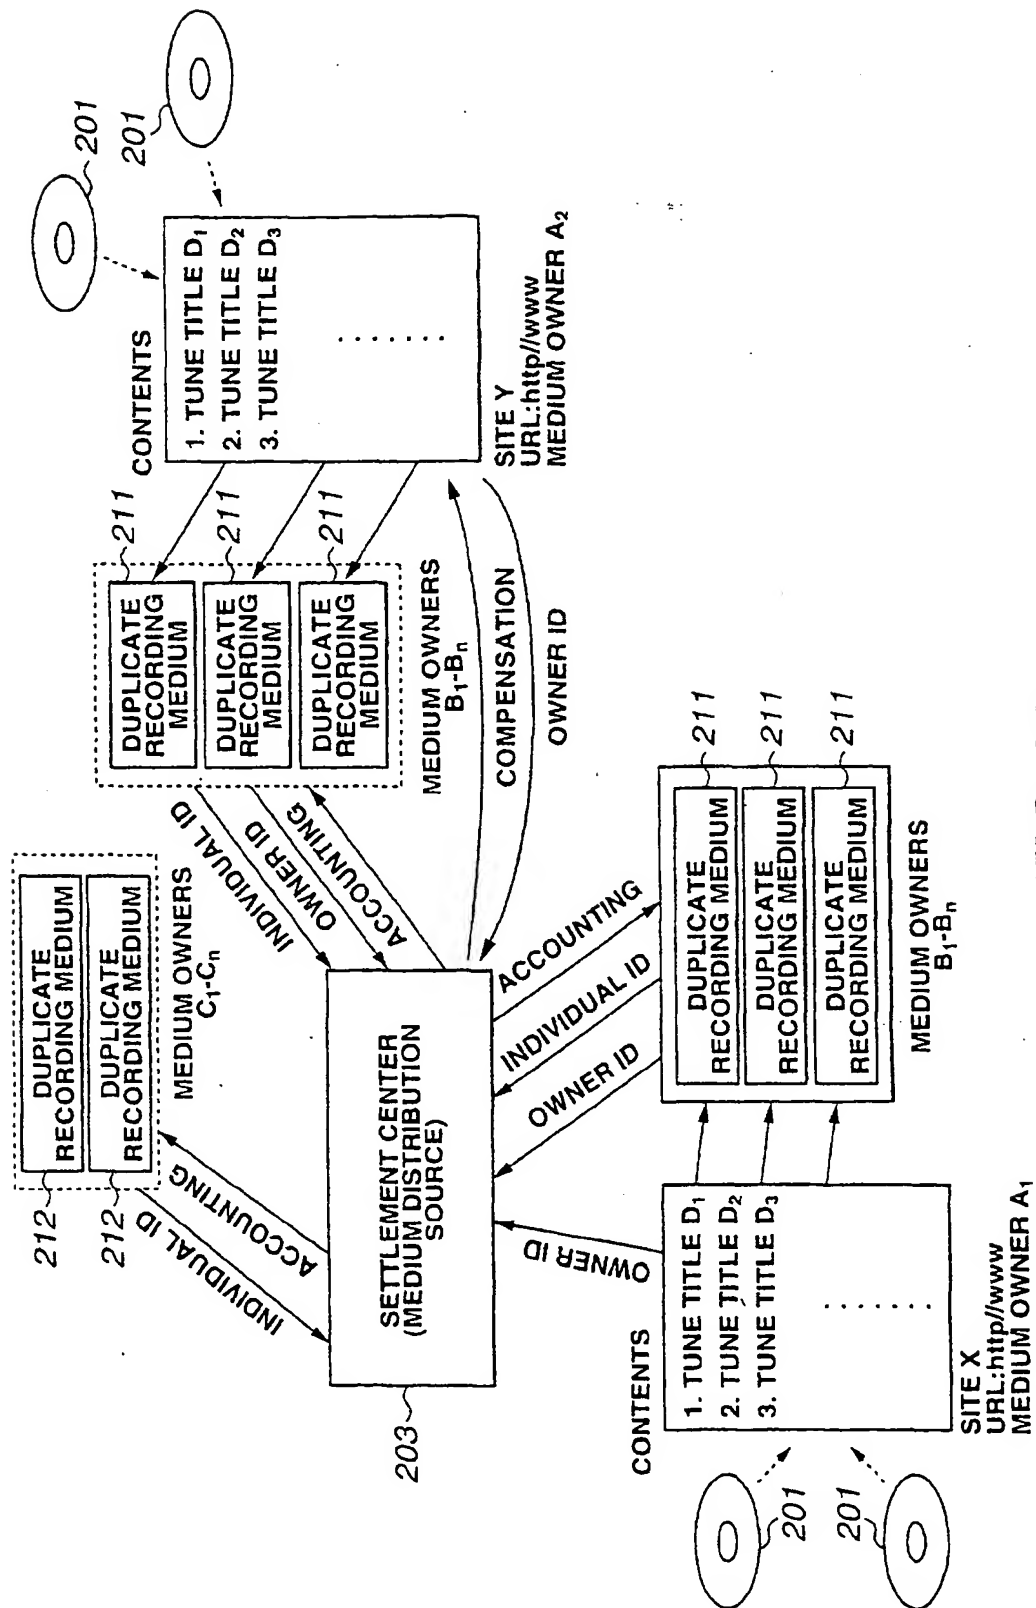 201
201
CONTENTS
1. TUNE TITLE D1
2. TUNE TITLE D2
3. TUNE TITLE D3
.......
SITE Y
URL:http//www
MEDIUM OWNER A2
211
211
211
DUPLICATE
RECORDING
MEDIUM
DUPLICATE
RECORDING
MEDIUM
DUPLICATE
RECORDING
MEDIUM
MEDIUM OWNERS
B1-Bn
COMPENSATION
OWNER ID
INDIVIDUAL ID
OWNER ID
ACCOUNTING
DUPLICATE
RECORDING MEDIUM
DUPLICATE
RECORDING MEDIUM
212
212
MEDIUM OWNERS
C1-Cn
ACCOUNTING
INDIVIDUAL ID
SETTLEMENT CENTER
(MEDIUM DISTRIBUTION
SOURCE)
203
ACCOUNTING
INDIVIDUAL ID
OWNER ID
OWNER ID
DUPLICATE
RECORDING MEDIUM
DUPLICATE
RECORDING MEDIUM
DUPLICATE
RECORDING MEDIUM
211
211
211
MEDIUM OWNERS
B1-Bn
CONTENTS
1. TUNE TITLE D1
2. TUNE TITLE D2
3. TUNE TITLE D3
.......
SITE X
URL:http//www
MEDIUM OWNER A1
201
201